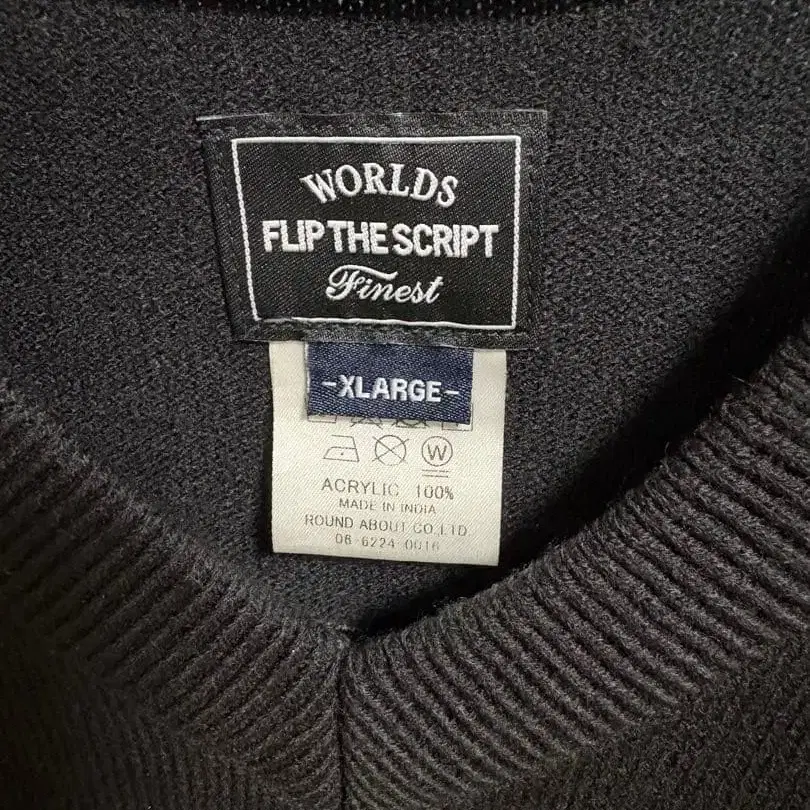 WORLDS
FLIP THE SCRIPT
Finest
-XLARGE-
W
ACRYLIC 100%
MADE IN INDIA
ROUND ABOUT CO.,LTD
06-6224-0016